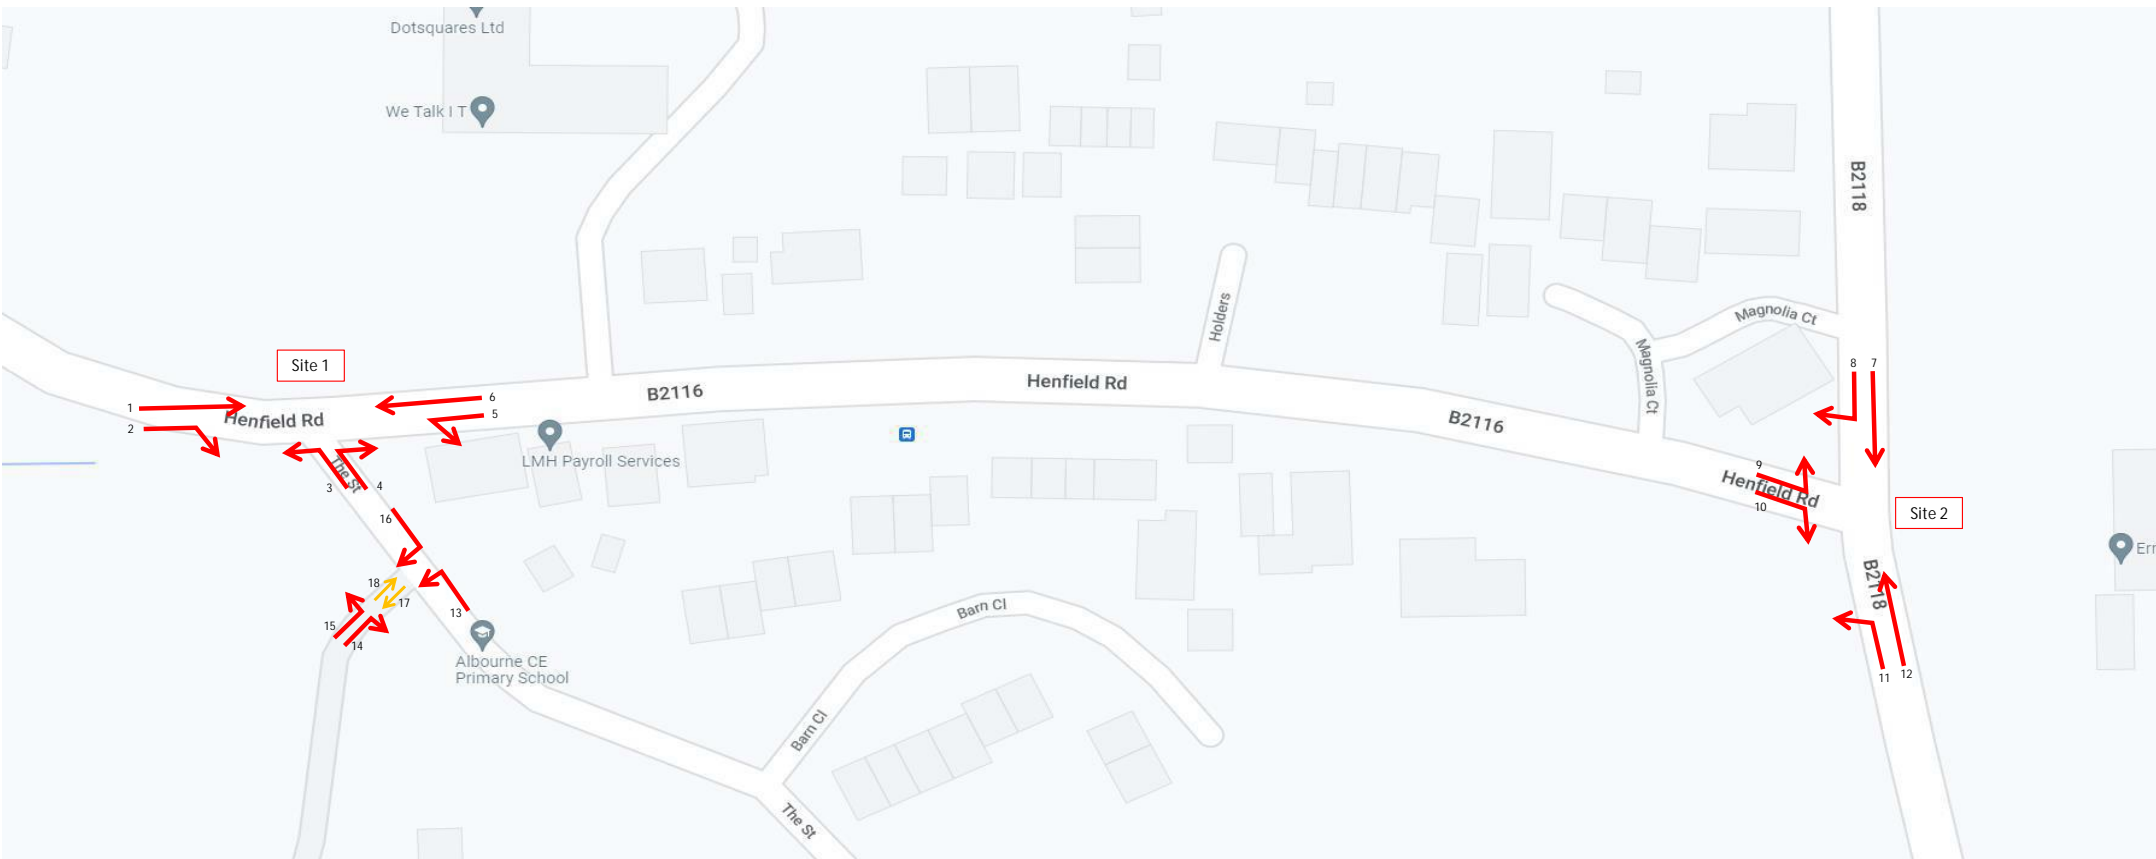 Dotsquares Ltd
We Talk I T
B2118
Holders
Magnolia Ct
Magnolia Ct
Site 1
8
7
1
2
6
5
Henfield Rd
B2116
Henfield Rd
B2116
LMH Payroll Services
The St
3
4
9
Henfield Rd
10
Site 2
16
B2118
Ern
18
17
13
15
14
Albourne CE
Primary School
Barn Cl
Barn Cl
11
12
The St